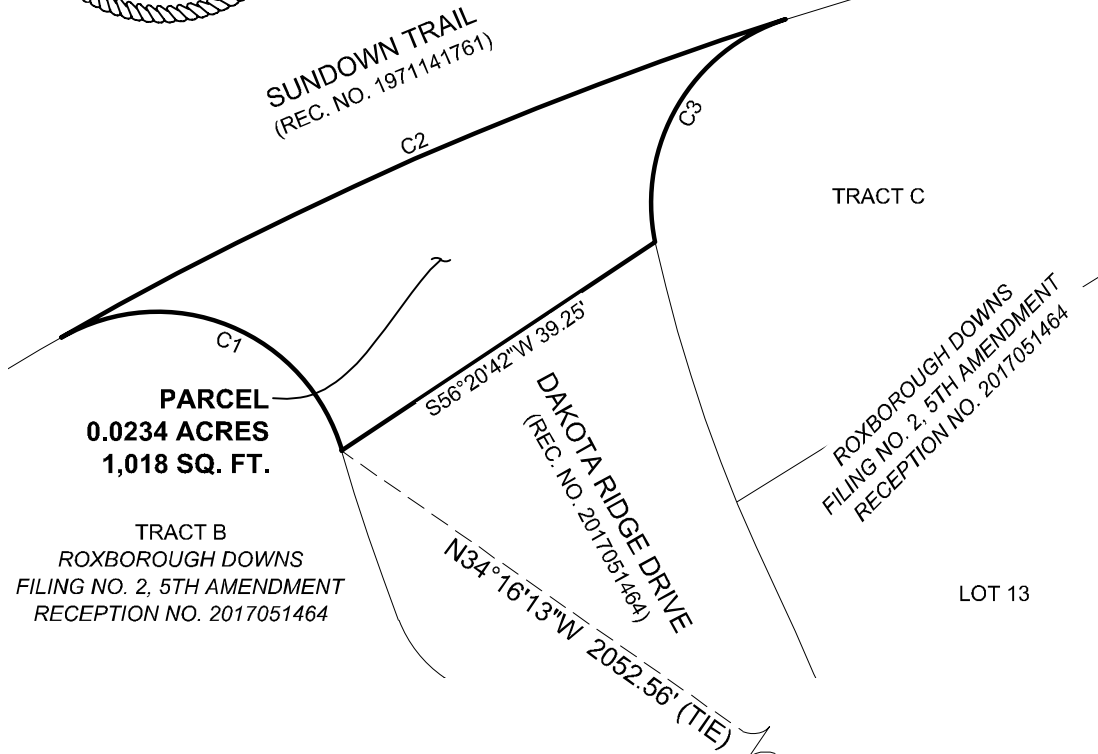 SUNDOWN TRAIL
(REC. NO. 1971141761)
C2
C3
TRACT C
C1
S56°20'42"W 39.25'
PARCEL
0.0234 ACRES
1,018 SQ. FT.
DAKOTA RIDGE DRIVE
(REC. NO. 2017051464)
ROXBOROUGH DOWNS
FILING NO. 2, 5TH AMENDMENT
RECEPTION NO. 2017051464
TRACT B
ROXBOROUGH DOWNS
FILING NO. 2, 5TH AMENDMENT
RECEPTION NO. 2017051464
N34°16'13"W 2052.56' (TIE)
LOT 13